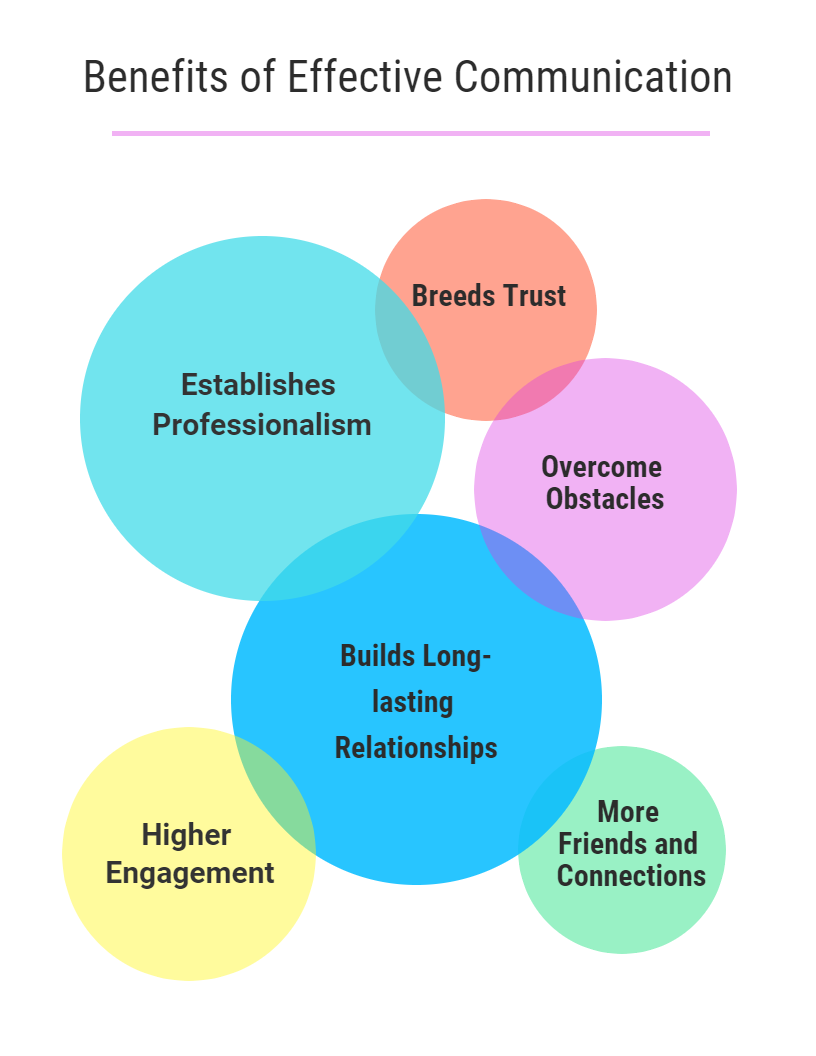 Benefits of Effective Communication
Breeds Trust
Establishes
Professionalism
Overcome
Obstacles
Builds Long-
lasting
Relationships
Higher
Engagement
More
Friends and
Connections